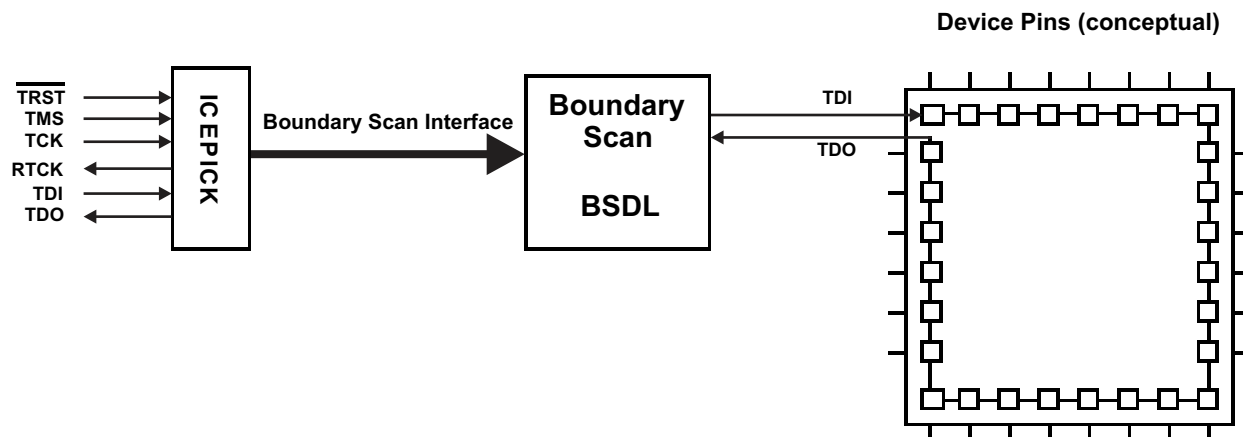 Device Pins (conceptual)
TRST
TMS
TCK
RTCK
TDI
TDO
ICEPICK
Boundary Scan Interface
Boundary
Scan
BSDL
TDI
TDO